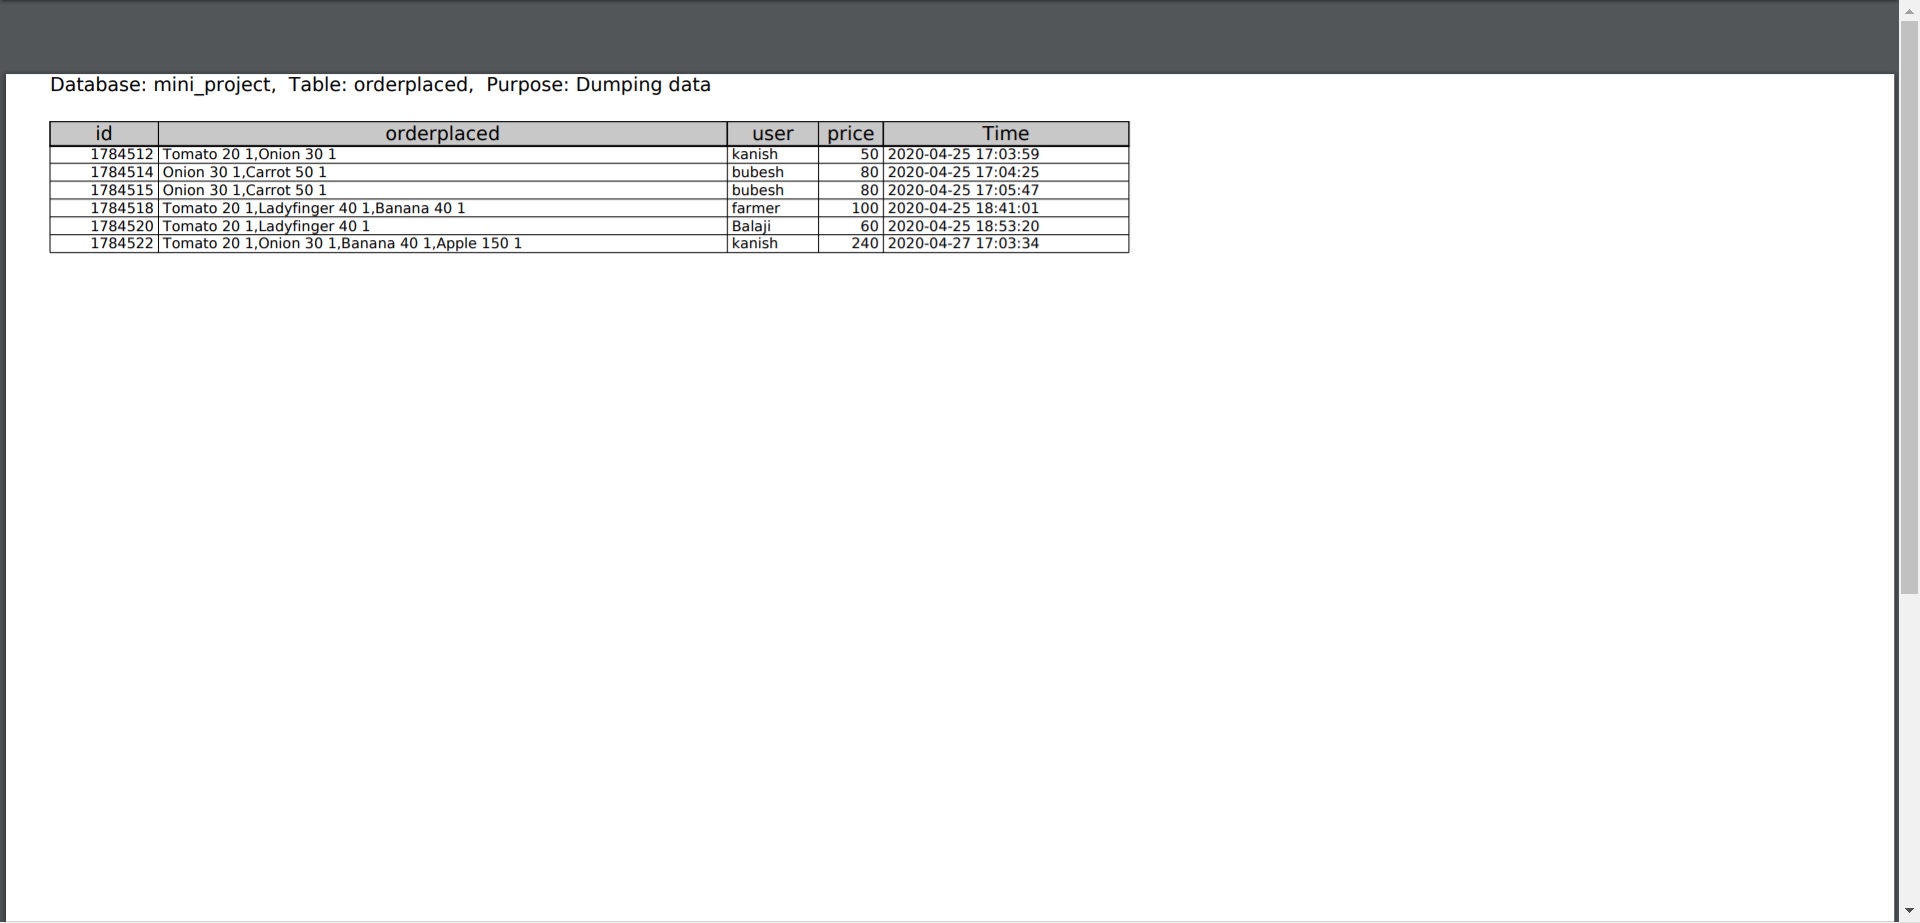 Database: mini_project, Table: orderplaced, Purpose: Dumping data
id orderplaced user price Time
1784512 Tomato 20 1,Onion 30 1 kanish 50 2020-04-25 17:03:59
1784514 Onion 30 1,Carrot 50 1 bubesh 80 2020-04-25 17:04:25
1784515 Onion 30 1,Carrot 50 1 bubesh 80 2020-04-25 17:05:47
1784518 Tomato 20 1,Ladyfinger 40 1,Banana 40 1 farmer 100 2020-04-25 18:41:01
1784520 Tomato 20 1,Ladyfinger 40 1 Balaji 60 2020-04-25 18:53:20
1784522 Tomato 20 1,Onion 30 1,Banana 40 1,Apple 150 1 kanish 240 2020-04-27 17:03:34